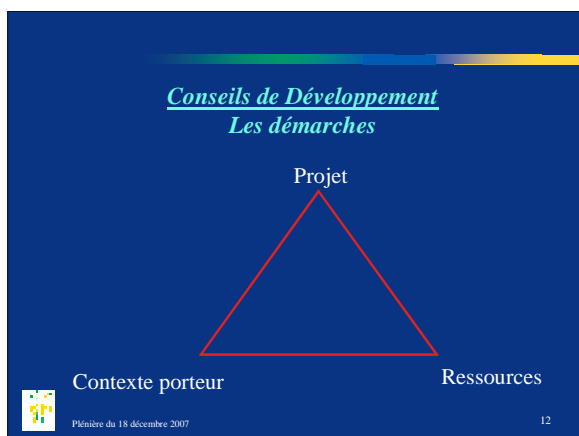 Conseils de Développement
Les démarches
Projet
Contexte porteur
Ressources
Plénière du 18 décembre 2007
12